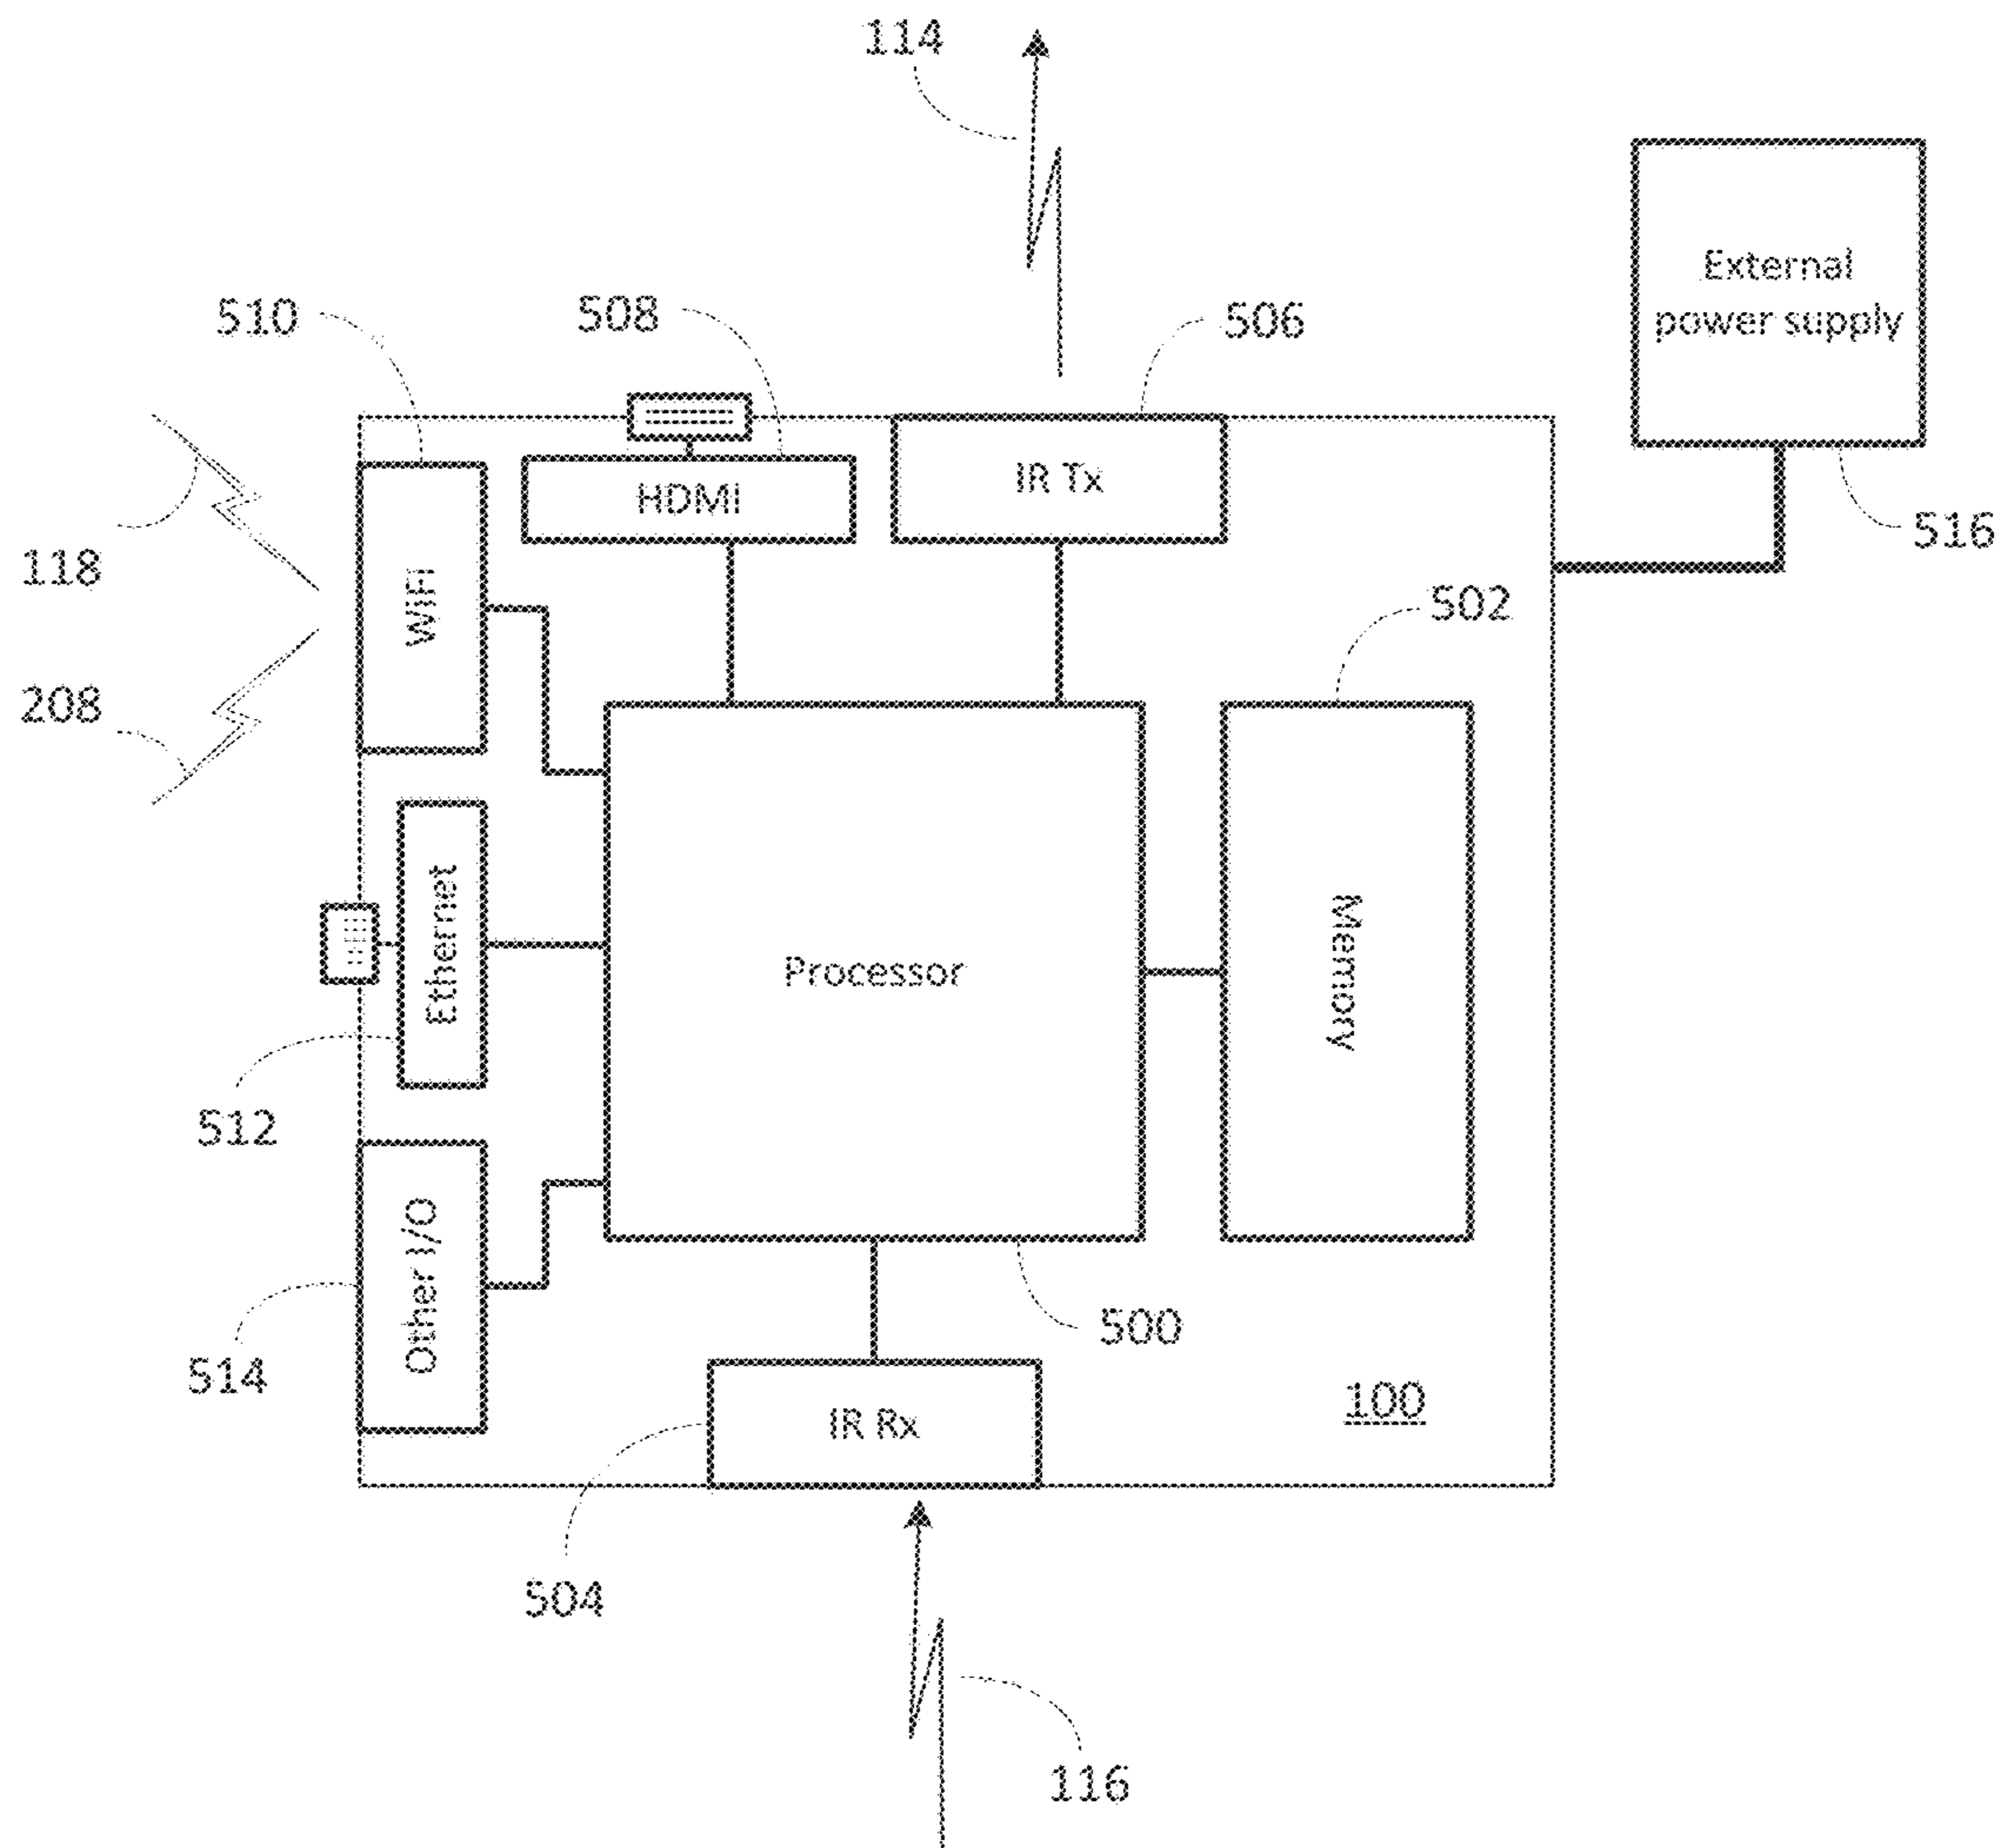 114
External
power supply
510
508
506
HDMI
IR Tx
118
516
WiFi
502
208
Ethernet
Processor
Memory
512
Other I/O
500
514
100
IR Rx
504
116